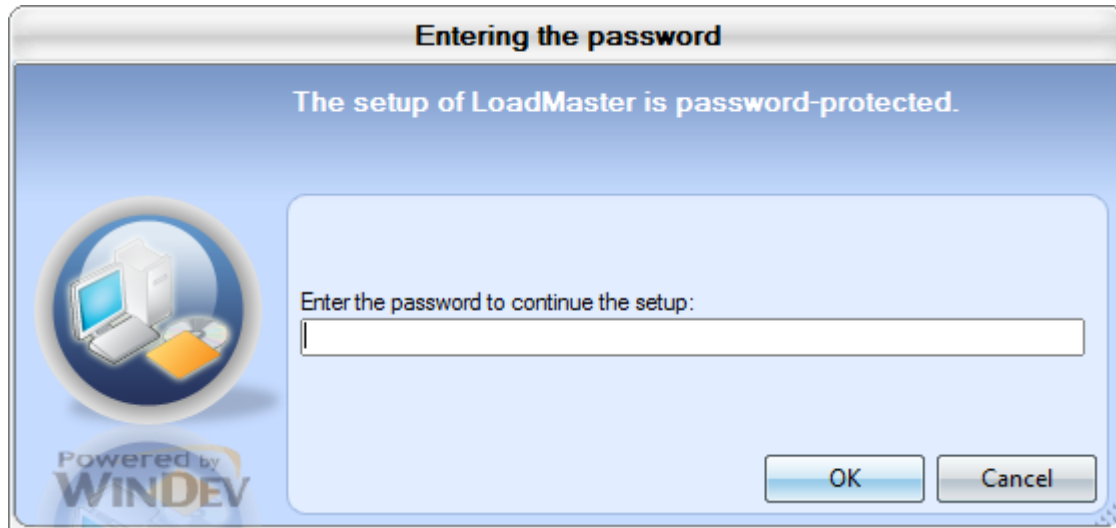 Entering the password
The setup of LoadMaster is password-protected.
Enter the password to continue the setup:
Powered by
WINDEV
OK
Cancel